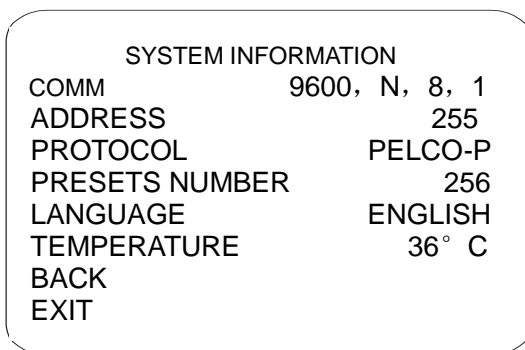 SYSTEM INFORMATION
COMM 9600，N，8，1
ADDRESS 255
PROTOCOL PELCO-P
PRESETS NUMBER 256
LANGUAGE ENGLISH
TEMPERATURE 36° C
BACK
EXIT